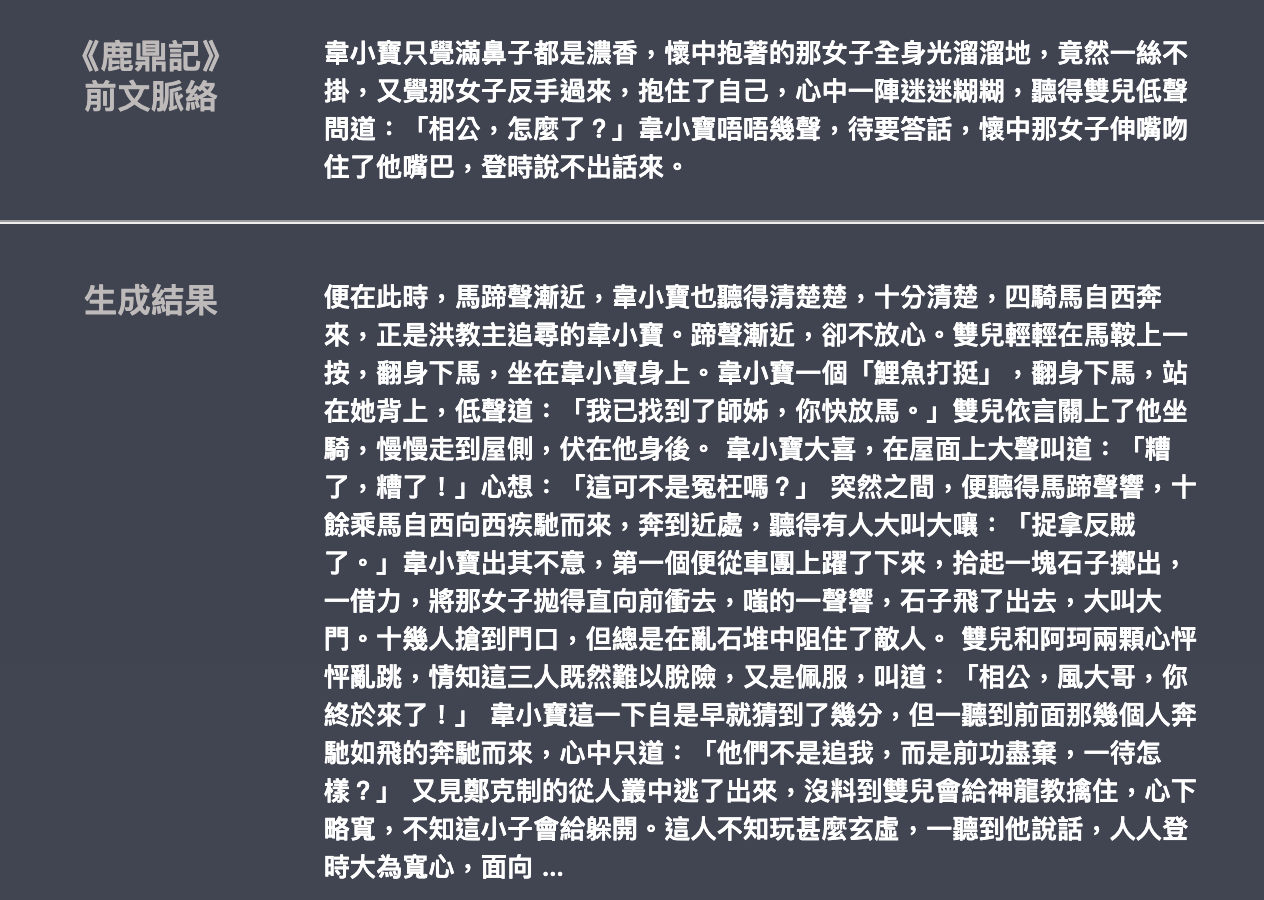 《鹿鼎記》
前文脈絡
韋小寶只覺滿鼻子都是濃香，懷中抱著的那女子全身光溜溜地，竟然一絲不
掛，又覺那女子反手過來，抱住了自己，心中一陣迷迷糊糊，聽得雙兒低聲
問道：「相公，怎麼了？」韋小寶唔唔幾聲，待要答話，懷中那女子伸嘴吻
住了他嘴巴，登時說不出話來。
生成結果
便在此時，馬蹄聲漸近，韋小寶也聽得清楚楚，十分清楚，四騎馬自西奔
來，正是洪教主追尋的韋小寶。蹄聲漸近，卻不放心。雙兒輕輕在馬鞍上一
按，翻身下馬，坐在韋小寶身上。韋小寶一個「鯉魚打挺」，翻身下馬，站
在她背上，低聲道：「我已找到了師姊，你快放馬。」雙兒依言關上了他坐
騎，慢慢走到屋側，伏在他身後。 韋小寶大喜，在屋面上大聲叫道：「糟
了，糟了！」心想：「這可不是冤枉嗎？」 突然之間，便聽得馬蹄聲響，十
餘乘馬自西向西疾馳而來，奔到近處，聽得有人大叫大嚷：「捉拿反賊
了。」韋小寶出其不意，第一個便從車團上躍了下來，拾起一塊石子擲出，
一借力，將那女子拋得直向前衝去，嗤的一聲響，石子飛了出去，大叫大
門。十幾人搶到門口，但總是在亂石堆中阻住了敵人。 雙兒和阿珂兩顆心怦
怦亂跳，情知這三人既然難以脫險，又是佩服，叫道：「相公，風大哥，你
終於來了！」 韋小寶這一下自是早就猜到了幾分，但一聽到前面那幾個人奔
馳如飛的奔馳而來，心中只道：「他們不是追我，而是前功盡棄，一待怎
樣？」 又見鄭克制的從人叢中逃了出來，沒料到雙兒會給神龍教擒住，心下
略寬，不知這小子會給躲開。這人不知玩甚麼玄虛，一聽到他說話，人人登
時大為寬心，面向 ...